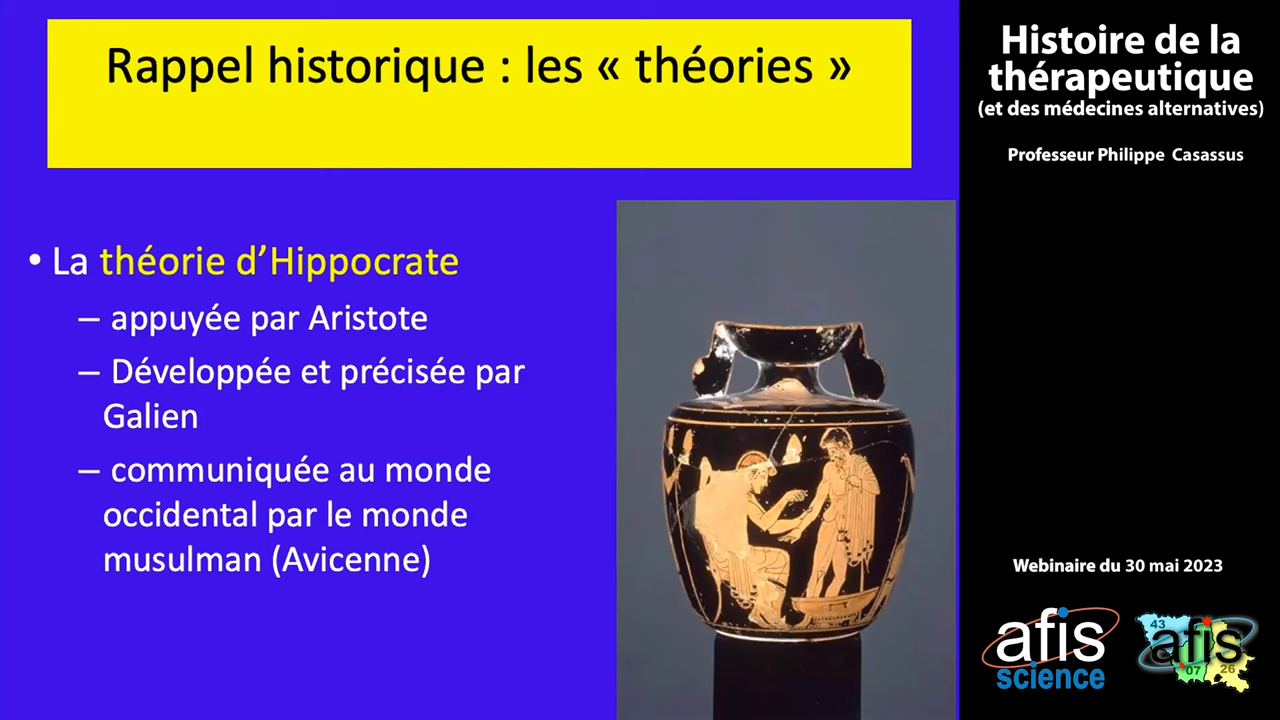 Rappel historique : les « théories »
• La théorie d’Hippocrate
– appuyée par Aristote
– Développée et précisée par
Galien
– communiquée au monde
occidental par le monde
musulman (Avicenne)
Histoire de la
thérapeutique
(et des médecines alternatives)
Professeur Philippe Casassus
Webinaire du 30 mai 2023
afis
science
43
afis
07
26